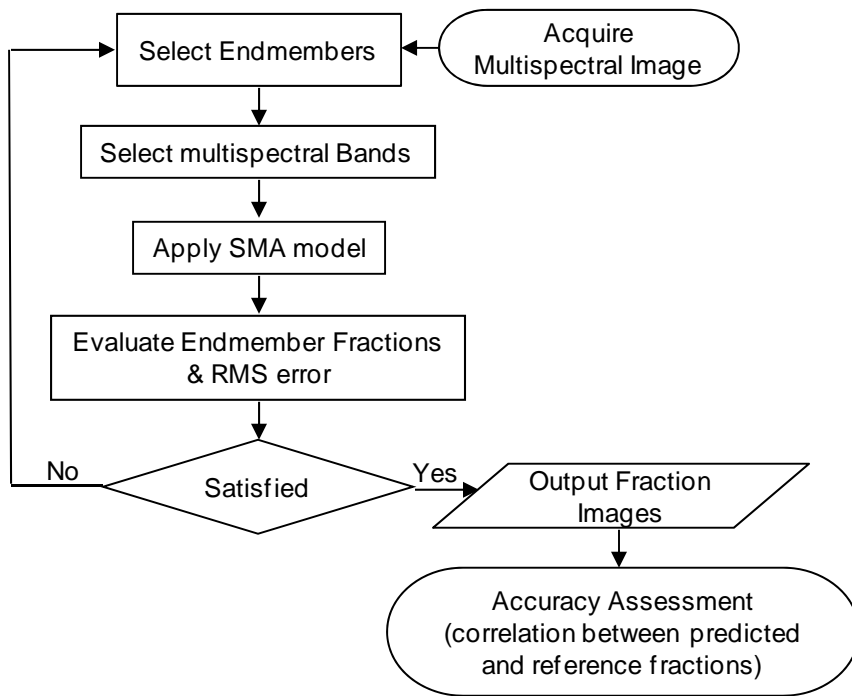 Acquire
Multispectral Image
Select Endmembers
Select multispectral Bands
Apply SMA model
Evaluate Endmember Fractions
& RMS error
Satisfied
No
Yes
Output Fraction
Images
Accuracy Assessment
(correlation between predicted
and reference fractions)